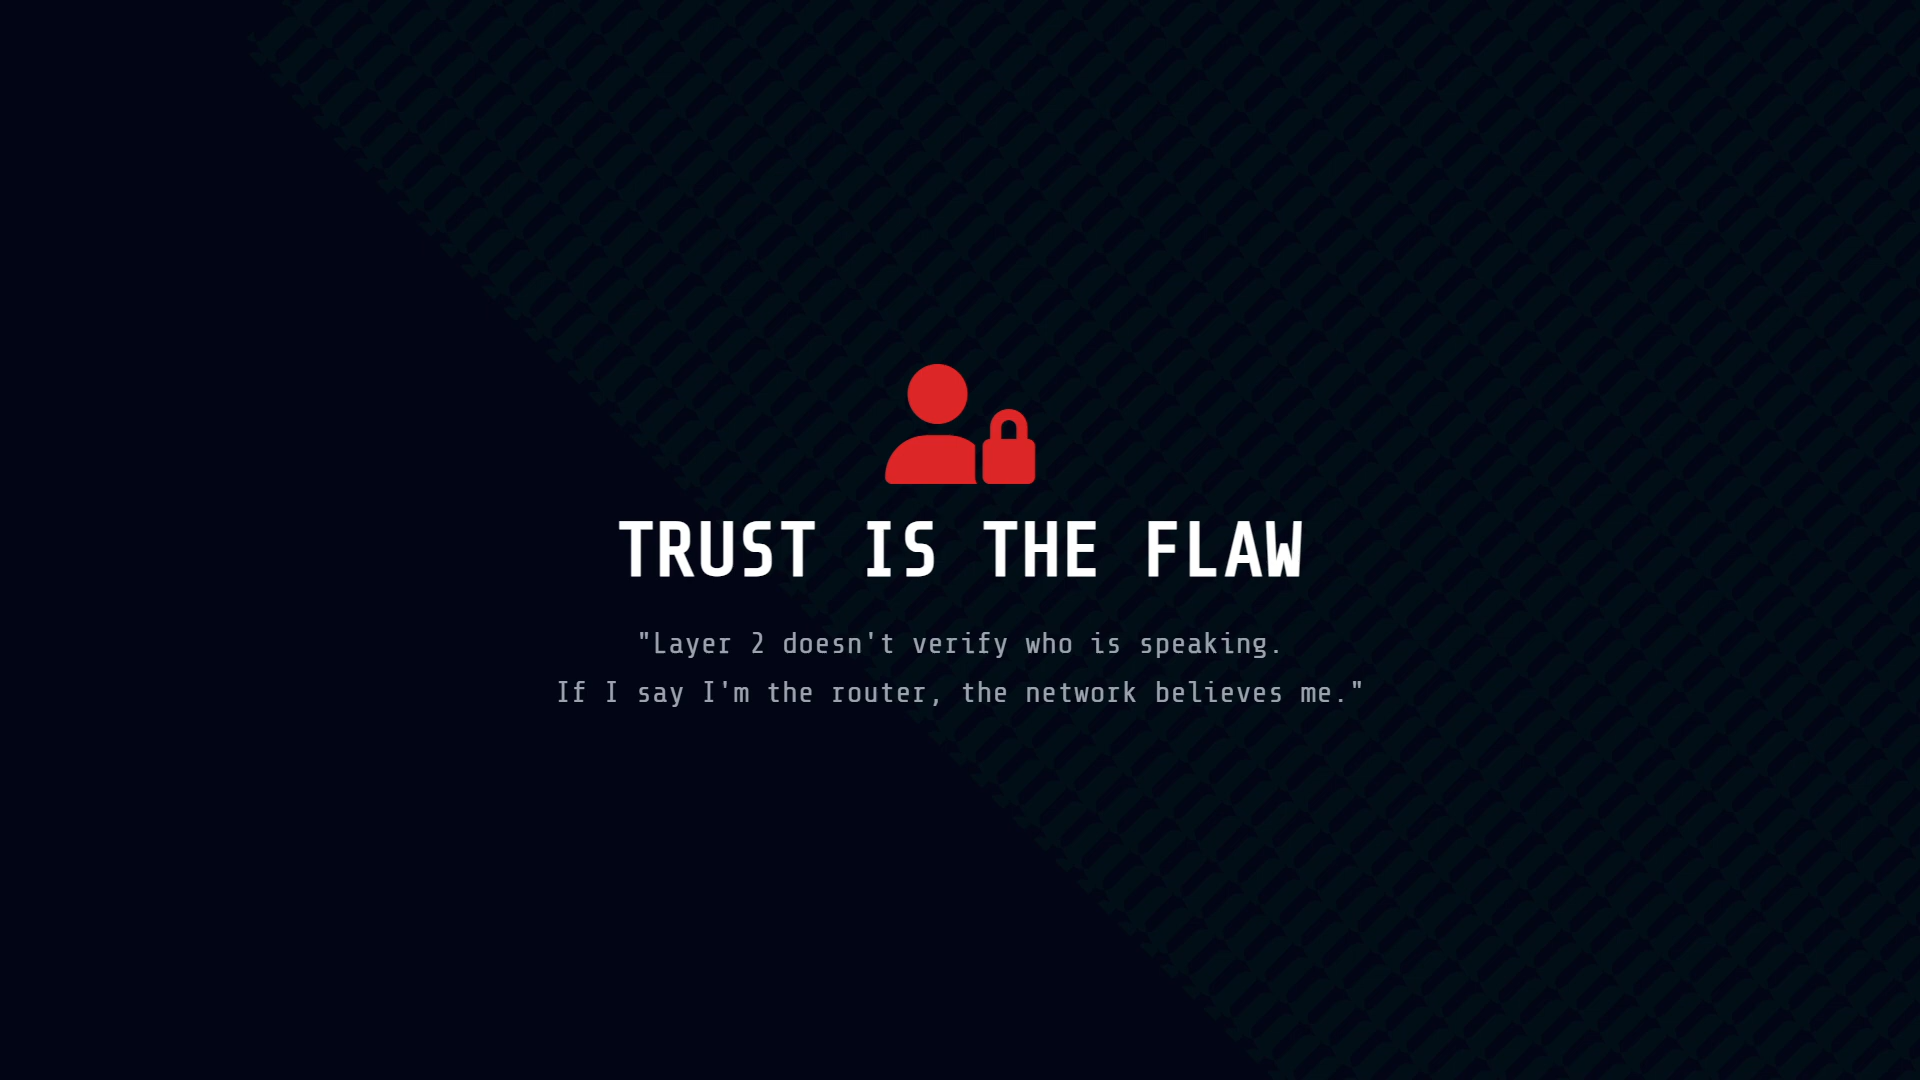 TRUST IS THE FLAW
"Layer 2 doesn't verify who is speaking.
If I say I'm the router, the network believes me."